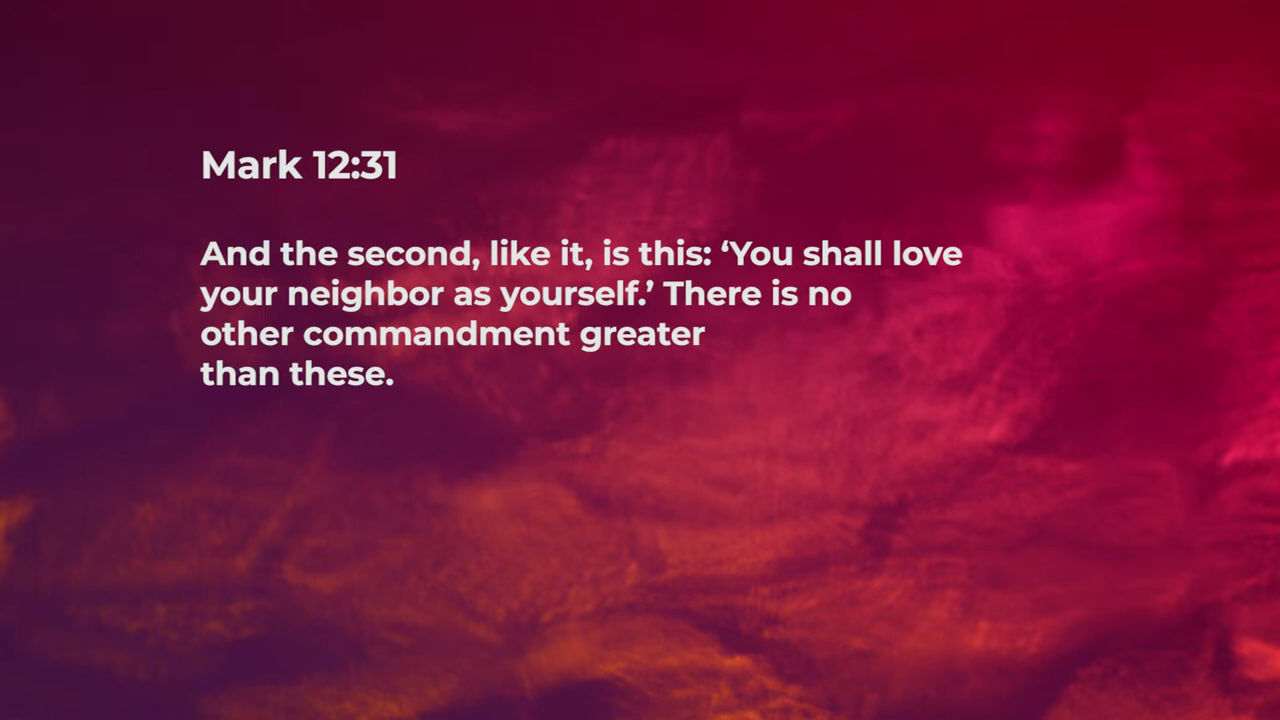 Mark 12:31
And the second, like it, is this: ‘You shall love
your neighbor as yourself.’ There is no
other commandment greater
than these.